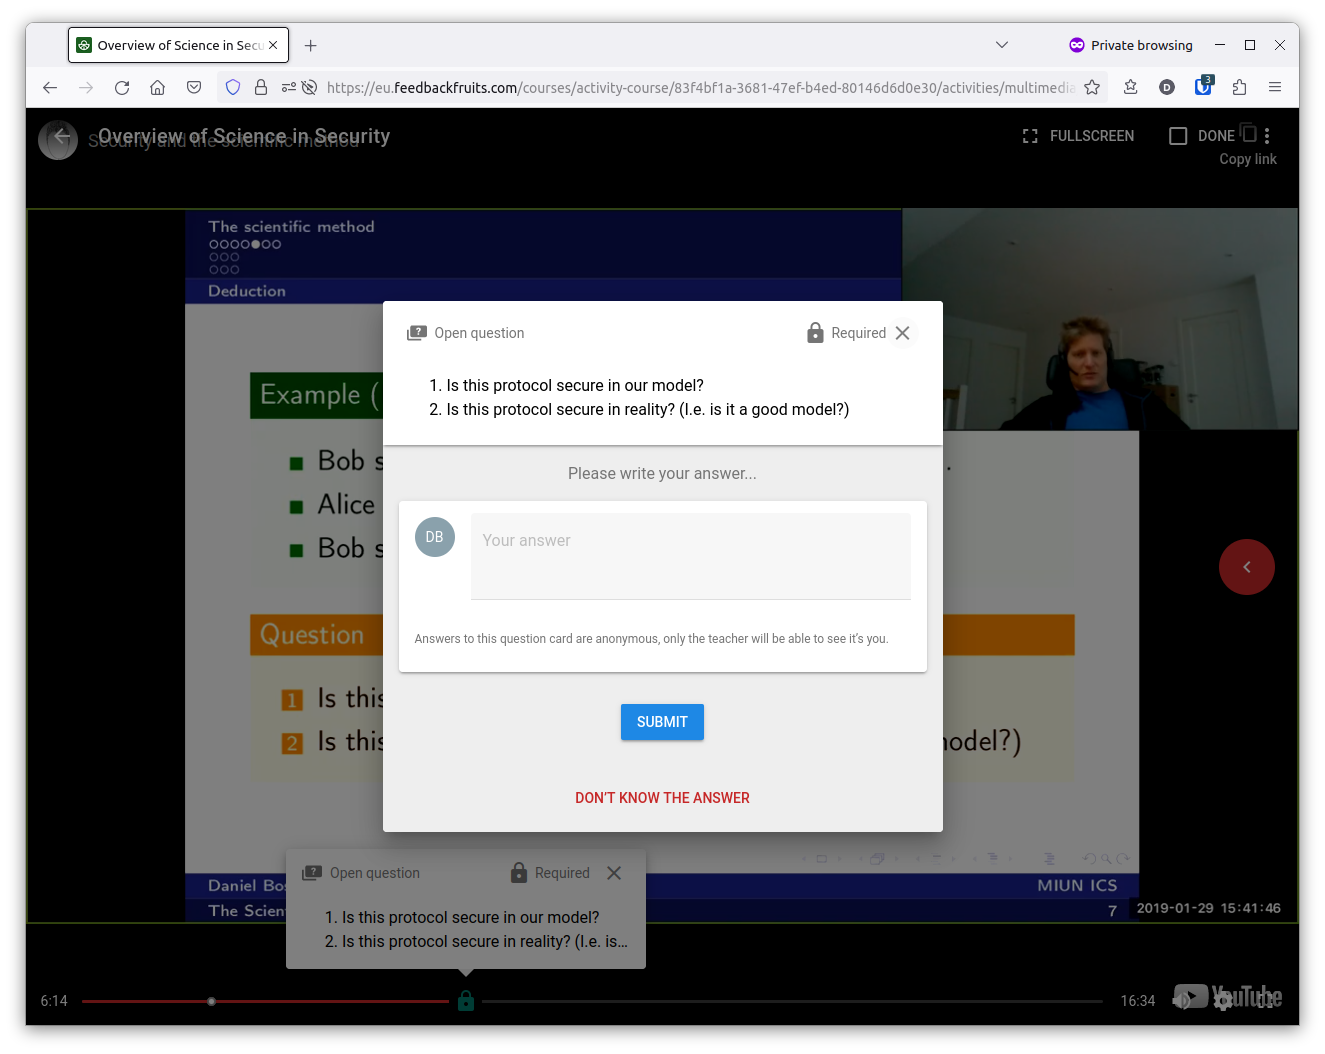 Overview of Science in Secu
Private browsing
https://eu.feedbackfruits.com/courses/activity-course/83f4bf1a-3681-47ef-b4ed-80146d6d0e30/activities/multimedia
D
3
Overview of Science in Security
Security and the scientific method
FULLSCREEN
DONE
Copy link
The scientific method
Deduction
Open question
Required
1. Is this protocol secure in our model?
2. Is this protocol secure in reality? (I.e. is it a good model?)
Example (
Bob s
Alice
Bob s
Please write your answer...
DB
Your answer
Answers to this question card are anonymous, only the teacher will be able to see it's you.
Question
1 Is this
2 Is this
model?)
SUBMIT
DON'T KNOW THE ANSWER
Open question
Required
1. Is this protocol secure in our model?
2. Is this protocol secure in reality? (I.e. is...
Daniel Bos
MIUN ICS
The Scien
7
2019-01-29 15:41:46
6:14
16:34
YouTube